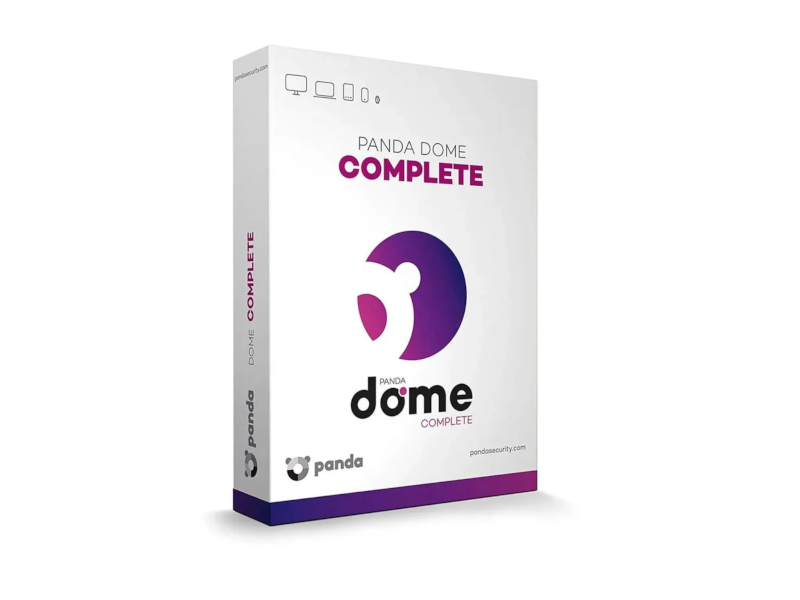 pandasecurity.com
PANDA DOME
COMPLETE
PANDA
dome
COMPLETE
pandasecurity.com
panda
DOME COMPLETE
panda